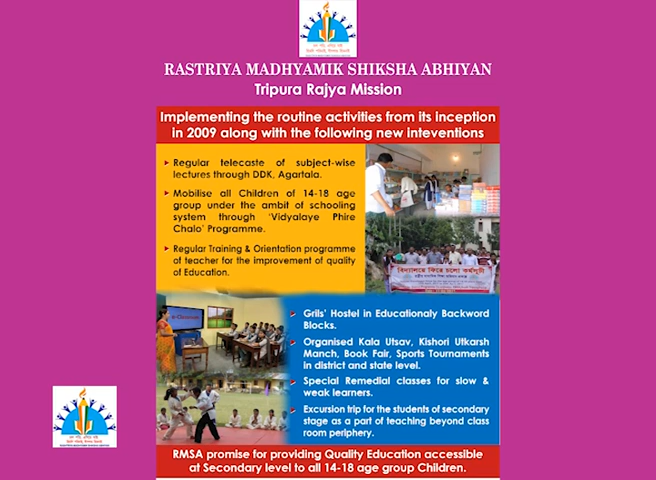 RASTRIYA MADHYAMIK SHIKSHA ABHIYAN
Tripura Rajya Mission
Implementing the routine activities from its inception
in 2009 along with the following new inteventions
Regular telecaste of subject-wise
lectures through DDK, Agartala.
Mobilise all Children of 14-18 age
group under the ambit of schooling
system through 'Vidyalaye Phire
Chalo' Programme.
Regular Training & Orientation programme
of teacher for the improvement of quality
of Education.
বিদ্যালয়ে ফিরে চলো কর্মসূচী
e-Classroom
Grils' Hostel in Educationaly Backword
Blocks.
Organised Kala Utsav, Kishori Utkarsh
Manch, Book Fair, Sports Tournaments
in district and state level.
Special Remedial classes for slow &
weak learners.
Excursion trip for the students of secondary
stage as a part of teaching beyond class
room periphery.
RMSA promise for providing Quality Education accessible
at Secondary level to all 14-18 age group Children.